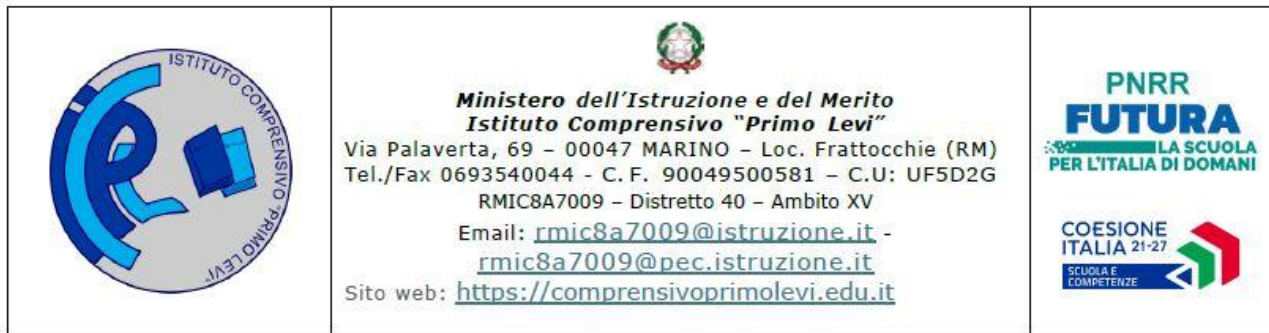 ISTITUTO COMPRENSIVO "PRIMO LEVI"
Ministero dell'Istruzione e del Merito
Istituto Comprensivo "Primo Levi"
Via Palaverta, 69 – 00047 MARINO – Loc. Frattocchie (RM)
Tel./Fax 0693540044 - C. F. 90049500581 – C.U: UF5D2G
RMIC8A7009 – Distretto 40 – Ambito XV
Email: rmic8a7009@istruzione.it -
rmic8a7009@pec.istruzione.it
Sito web: https://comprensivoprimolevi.edu.it
PNRR
FUTURA
LA SCUOLA
PER L'ITALIA DI DOMANI
COESIONE
ITALIA 21-27
SCUOLA E
COMPETENZE